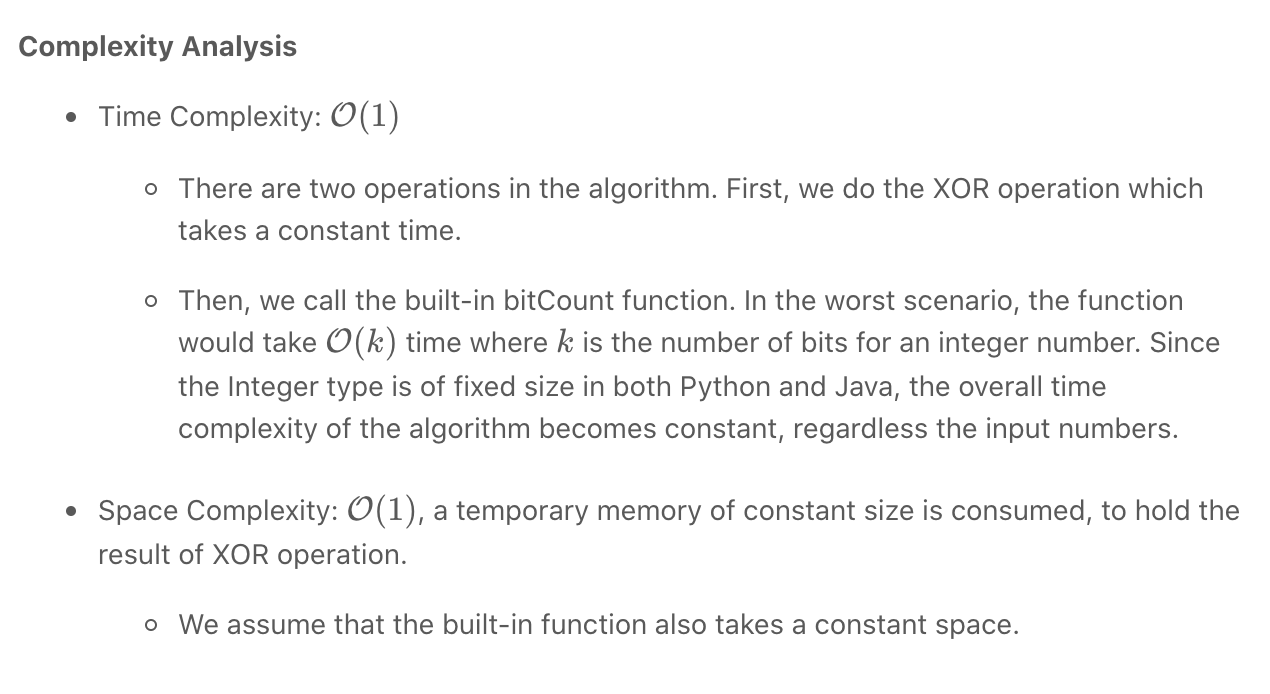 Complexity Analysis
• Time Complexity: 𝒪(1)
◦ There are two operations in the algorithm. First, we do the XOR operation which
takes a constant time.
◦ Then, we call the built-in bitCount function. In the worst scenario, the function
would take 𝒪(k) time where k is the number of bits for an integer number. Since
the Integer type is of fixed size in both Python and Java, the overall time
complexity of the algorithm becomes constant, regardless the input numbers.
• Space Complexity: 𝒪(1), a temporary memory of constant size is consumed, to hold the
result of XOR operation.
◦ We assume that the built-in function also takes a constant space.